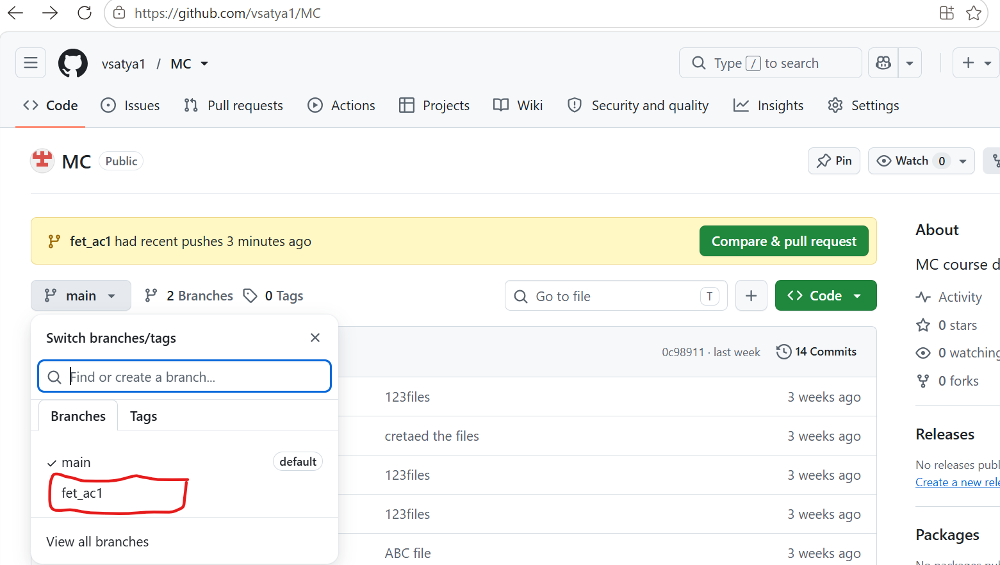 https://github.com/vsatya1/MC
vsatya1 / MC
Type / to search
Code Issues Pull requests Actions Projects Wiki Security and quality Insights Settings
MC Public
Pin Watch 0
fet_ac1 had recent pushes 3 minutes ago Compare & pull request
About
MC course d
main 2 Branches 0 Tags Go to file T + Code
Activity
0 stars
0 watching
0 forks
Switch branches/tags
Find or create a branch...
Branches Tags
main default
fet_ac1
View all branches
0c98911 · last week 14 Commits
123files 3 weeks ago
cretaed the files 3 weeks ago
123files 3 weeks ago
123files 3 weeks ago
ABC file 3 weeks ago
Releases
No releases publ
Create a new rele
Packages